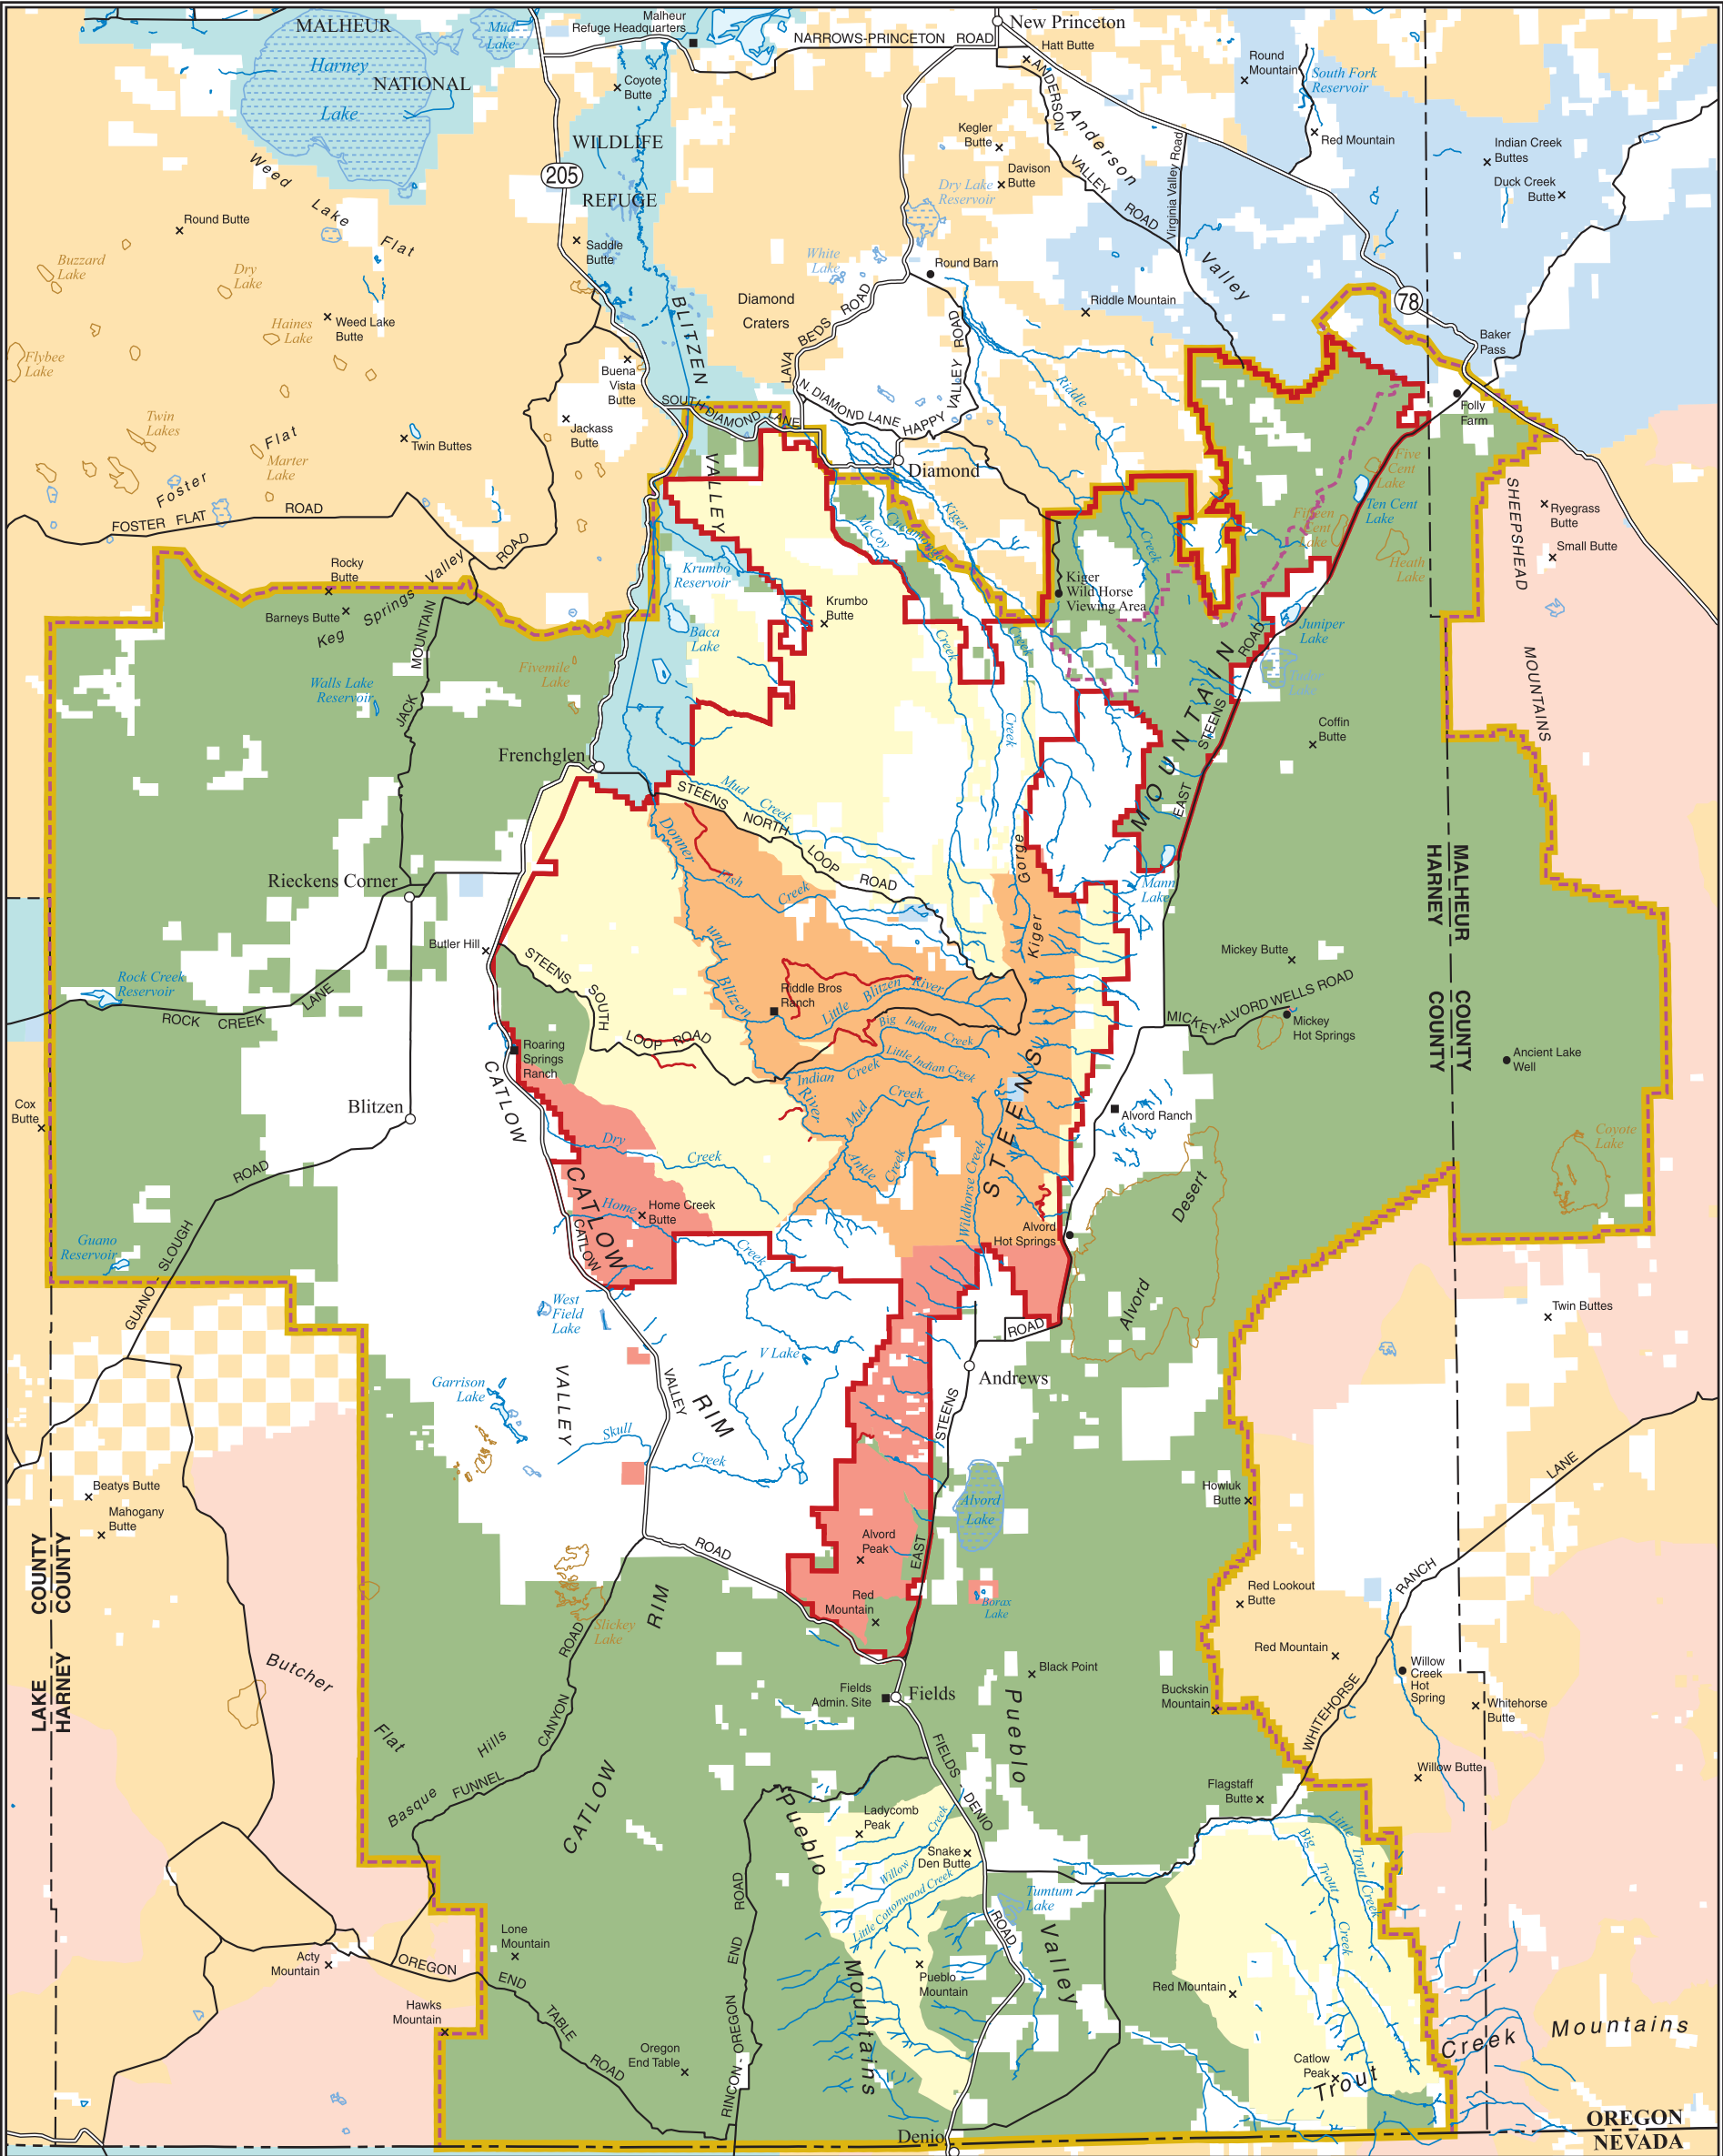 MALHEUR
Harney
NATIONAL
Lake
Mud
Lake
Malheur
Refuge Headquarters
NARROWS-PRINCETON ROAD
New Princeton
Hatt Butte
Coyote
Butte
WILDLIFE
REFUGE
205
Weed
Lake
Flat
Round Butte
Saddle
Butte
Buzzard
Lake
Dry
Lake
Haines
Lake
Weed Lake
Butte
Flybee
Lake
Twin
Lakes
Flat
Marter
Lake
Foster
Twin Buttes
FOSTER FLAT
ROAD
Buena
Vista
Butte
Jackass
Butte
BLITZEN
VALLEY
Diamond
Craters
White
Lake
Kegler
Butte
Davison
Butte
Dry Lake
Reservoir
Round Barn
ANDERSON
VALLEY
ROAD
Anderson
Valley
Virginia Valley Road
Round
Mountain
South Fork
Reservoir
Red Mountain
Indian Creek
Buttes
Duck Creek
Butte
Riddle Mountain
78
Baker
Pass
Folly
Farm
LAVA
BEDS
ROAD
N. DIAMOND LANE
HAPPY
VALLEY
ROAD
SOUTH DIAMOND
LANE
Diamond
Riddle
Creek
Kiger
Cucamonga
McCoy
Creek
Creek
Creek
Five
Cent
Lake
Ten Cent
Lake
Fifteen
Cent
Lake
Heath
Lake
SHEEPSHEAD
MOUNTAINS
Ryegrass
Butte
Small Butte
Rocky
Butte
Barneys Butte
Keg
Springs
Valley
ROAD
MOUNTAIN
JACK
Walls Lake
Reservoir
Fivemile
Lake
Krumbo
Reservoir
Krumbo
Butte
Baca
Lake
Kiger
Wild Horse
Viewing Area
Juniper
Lake
Tudor
Lake
Coffin
Butte
MOUNTAIN
EAST
STEENS
ROAD
Frenchglen
STEENS
NORTH
LOOP
ROAD
Mud
Creek
Donner
und
Blitzen
Fish
Creek
Kiger
Gorge
Mann
Lake
MALHEUR
HARNEY
COUNTY
COUNTY
Rieckens Corner
Butler Hill
STEENS
SOUTH
LOOP ROAD
Riddle Bros
Ranch
Little
Blitzen
River
Big
Indian
Creek
Little Indian Creek
Indian
Creek
River
Mud
Creek
Ankle
Creek
Wildhorse Creek
STEENS
Mickey Butte
MICKEY-ALVORD WELLS ROAD
Mickey
Hot Springs
Ancient Lake
Well
Rock Creek
Reservoir
ROCK
CREEK
LANE
Blitzen
Cox
Butte
ROAD
GUANO - SLOUGH
Guano
Reservoir
Roaring
Springs
Ranch
CATLOW
VALLEY
CATLOW
RIM
CATLOW
VALLEY
ROAD
Dry
Creek
Home
Creek
Home Creek
Butte
Alvord Ranch
Alvord
Hot Springs
Alvord
Desert
Coyote
Lake
West
Field
Lake
V Lake
Garrison
Lake
Skull
Creek
ROAD
Andrews
STEENS
EAST
Twin Buttes
Beatys Butte
Mahogany
Butte
LAKE
HARNEY
COUNTY
COUNTY
Alvord
Lake
Alvord
Peak
Red
Mountain
Borax
Lake
Howluk
Butte
Red Lookout
Butte
Red Mountain
LANE
RANCH
WHITEHORSE
Willow
Creek
Hot
Spring
Whitehorse
Butte
Willow Butte
Slickey
Lake
RIM
CATLOW
Butcher
Flat
Basque
Hills
FUNNEL
CANYON
ROAD
Fields
Admin. Site
Fields
Black Point
Buckskin
Mountain
Flagstaff
Butte
Pueblo
Valley
FIELDS
DENIO
ROAD
Pueblo
Mountains
Ladycomb
Peak
Snake
Den Butte
Willow
Creek
Little Cottonwood Creek
Tumtum
Lake
Pueblo
Mountain
Little
Trout
Creek
Big
Trout
Creek
Red Mountain
Catlow
Peak
Trout
Creek
Mountains
Lone
Mountain
Acty
Mountain
Hawks
Mountain
OREGON
END
TABLE
ROAD
Oregon
End Table
RINCON - OREGON
END
ROAD
Denio
OREGON
NEVADA